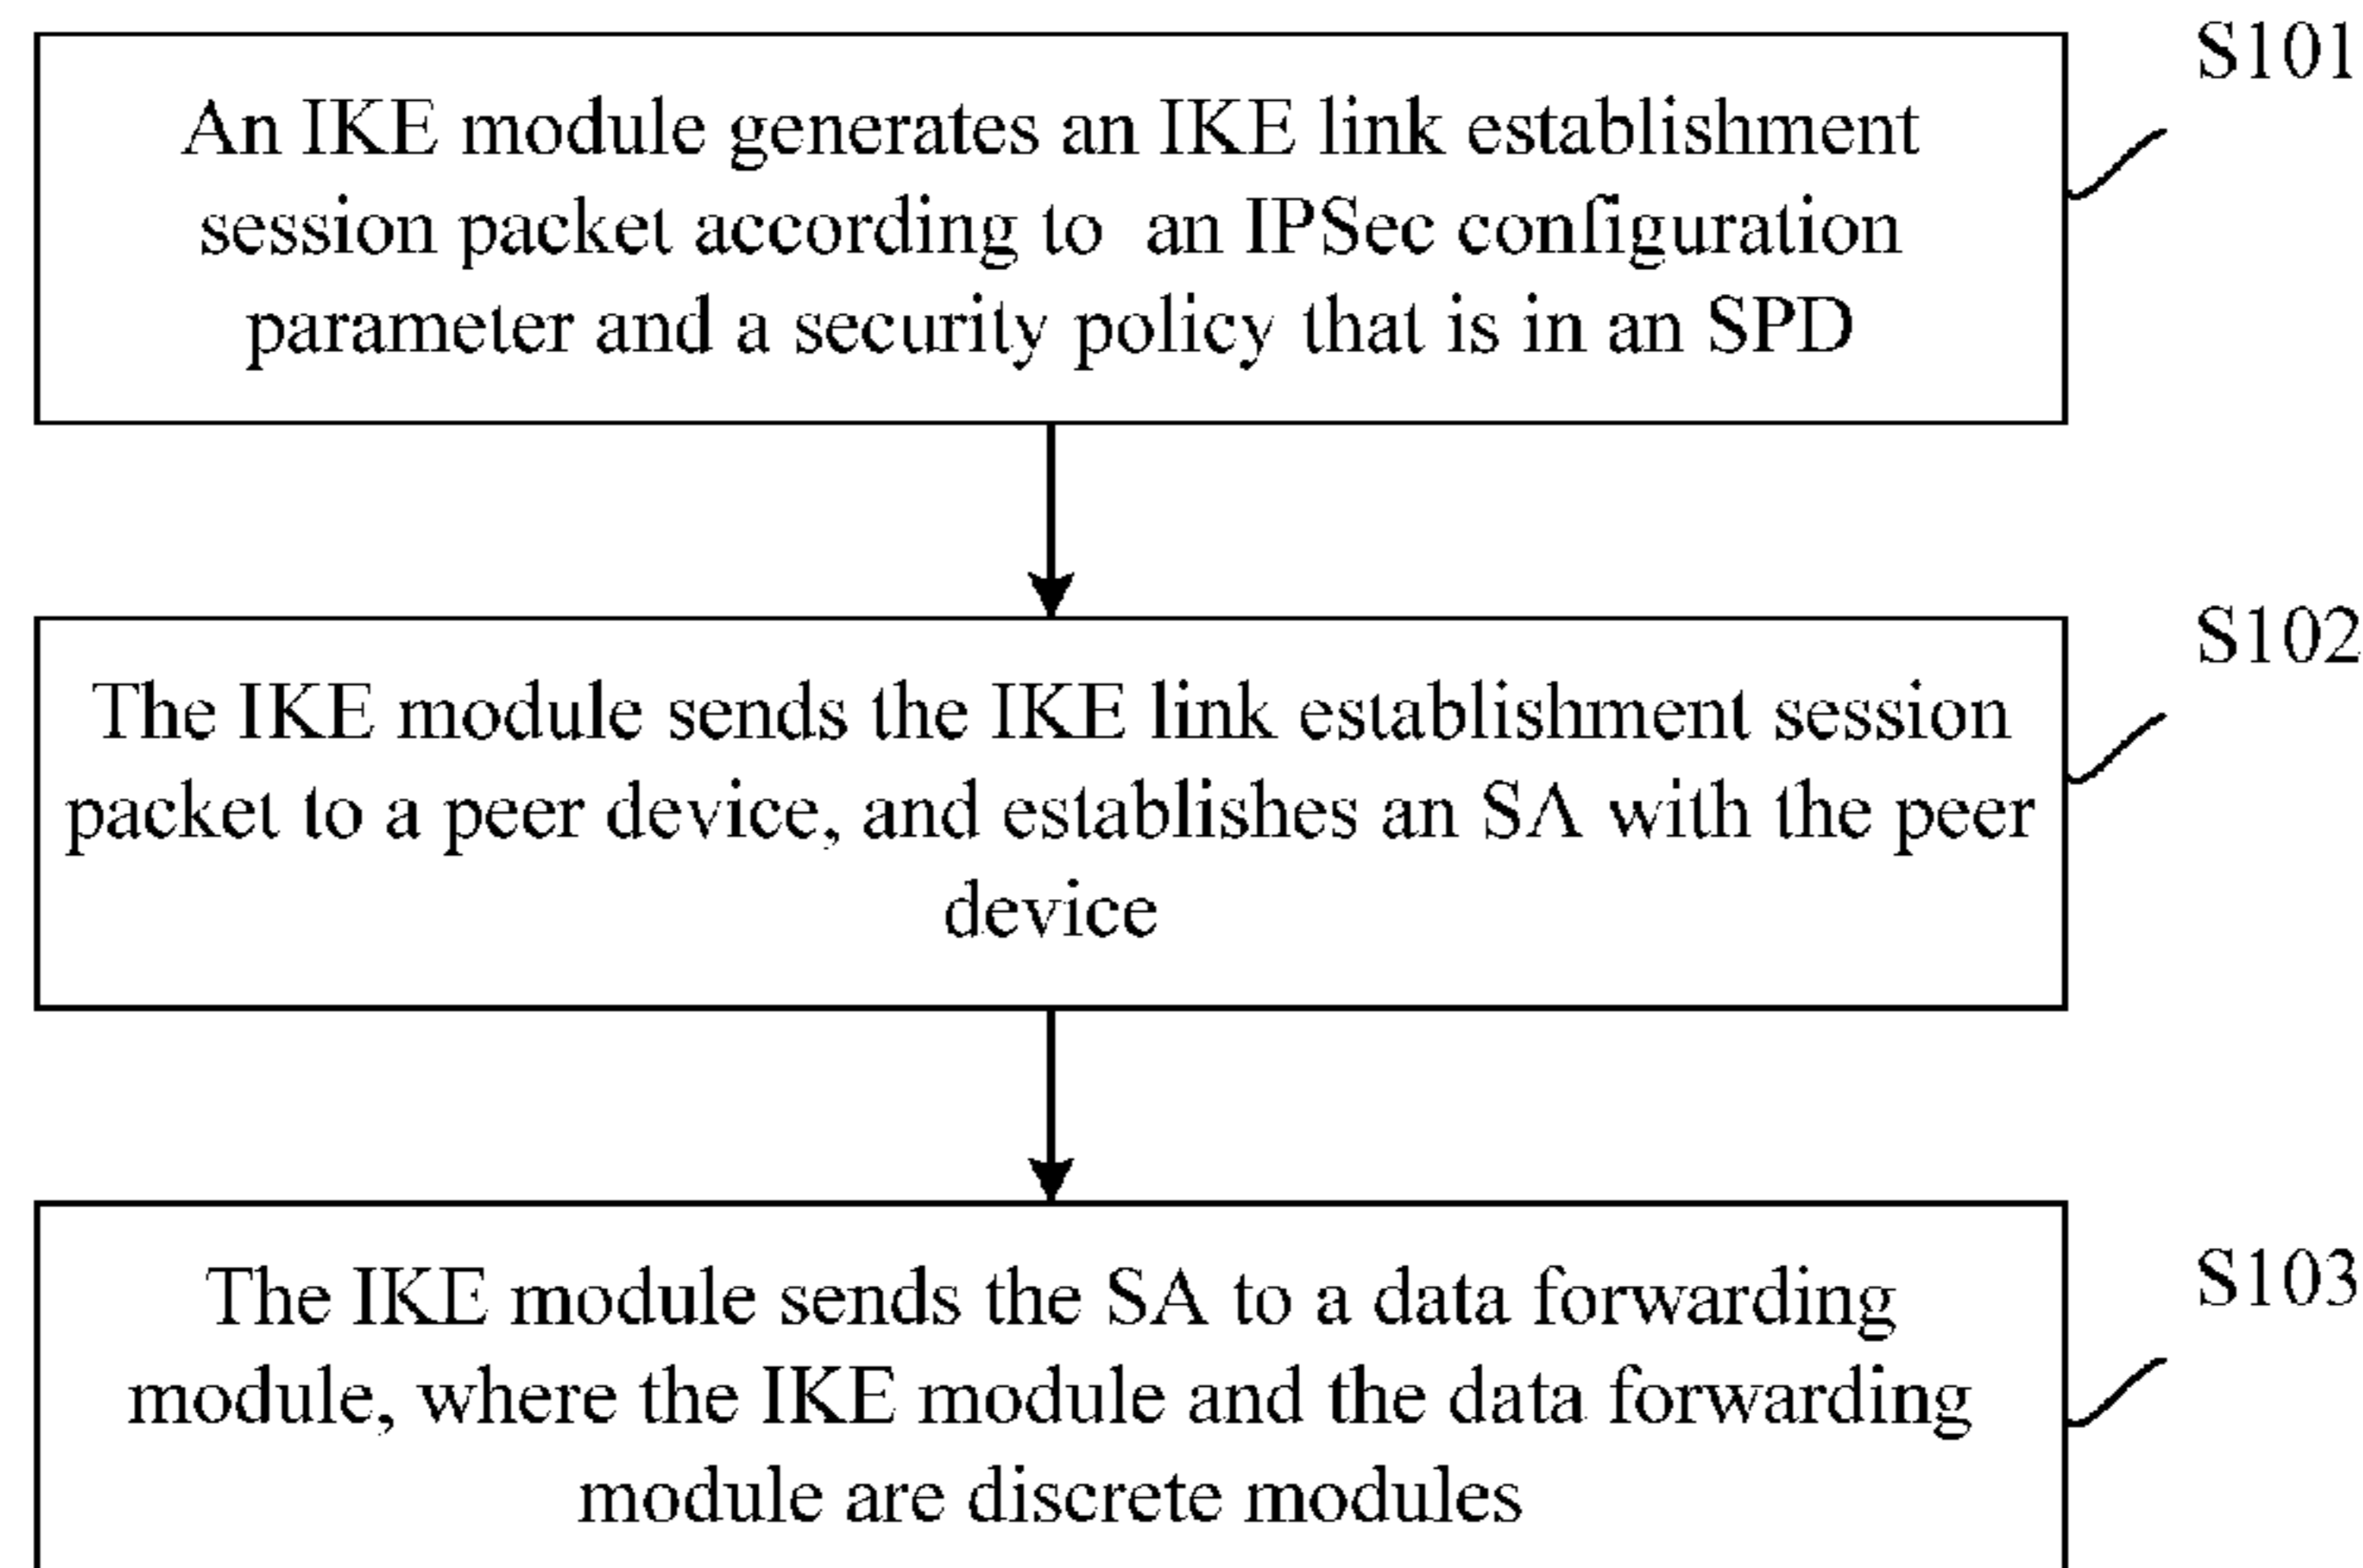 S101
An IKE module generates an IKE link establishment
session packet according to an IPSec configuration
parameter and a security policy that is in an SPD
S102
The IKE module sends the IKE link establishment session
packet to a peer device, and establishes an SA with the peer
device
S103
The IKE module sends the SA to a data forwarding
module, where the IKE module and the data forwarding
module are discrete modules